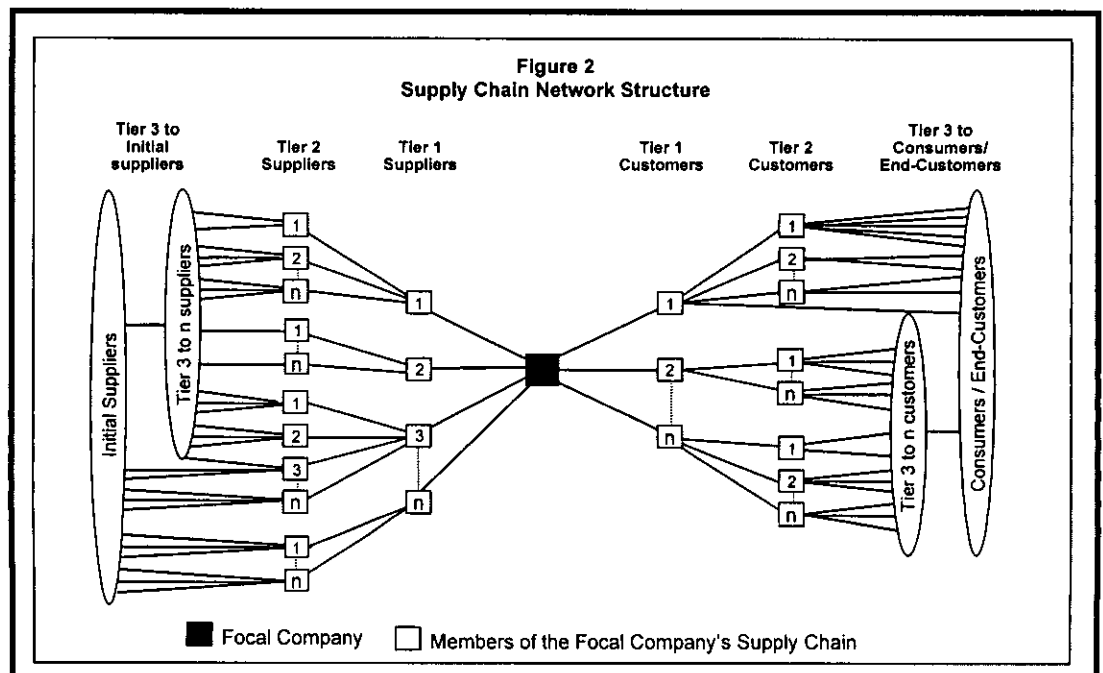 Figure 2
Supply Chain Network Structure
Tier 3 to
Initial
suppliers
Tier 2
Suppliers
Tier 1
Suppliers
Tier 1
Customers
Tier 2
Customers
Tier 3 to
Consumers/
End-Customers
Initial Suppliers
Tier 3 to n suppliers
1
2
n
1
n
1
2
3
n
1
n
1
2
3
n
1
2
n
1
2
n
1
n
1
2
n
Tier 3 to n customers
Consumers / End-Customers
Focal Company
Members of the Focal Company's Supply Chain